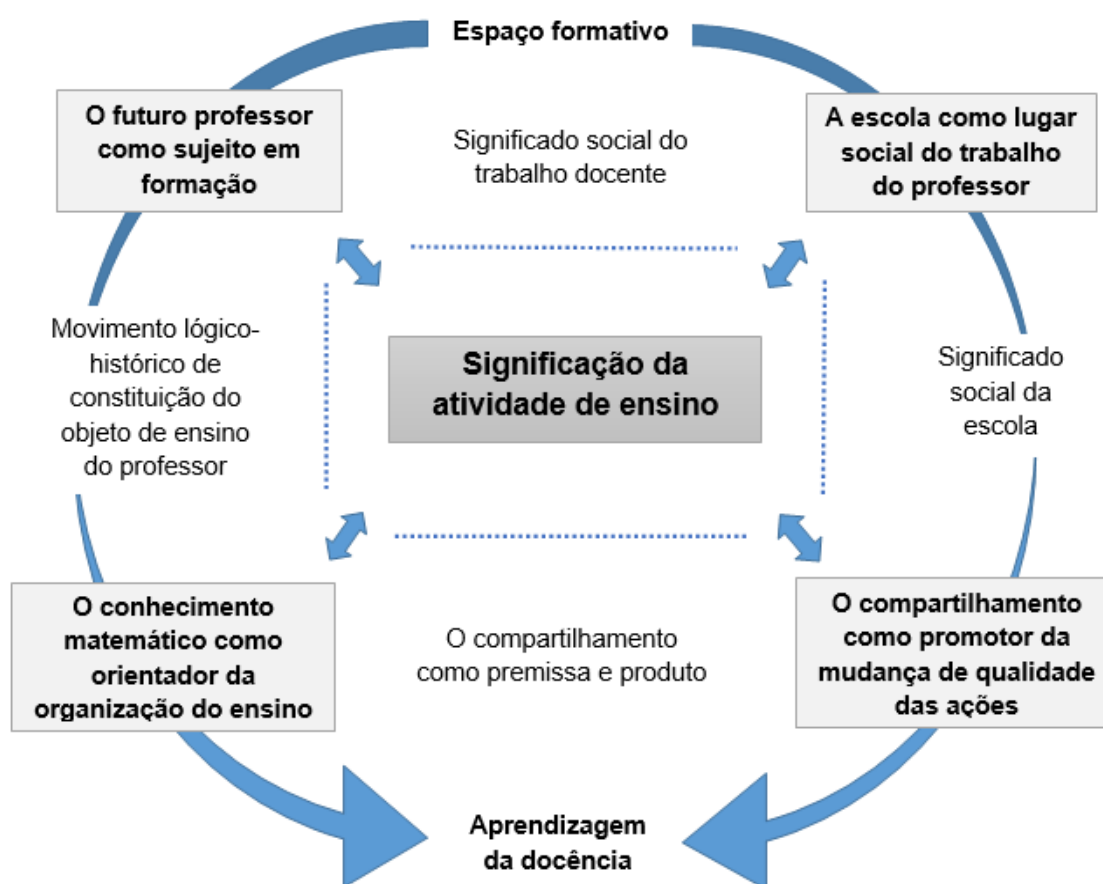 Espaço formativo
O futuro professor
como sujeito em
formação
Significado social do
trabalho docente
A escola como lugar
social do trabalho
do professor
Movimento lógico-
histórico de
constituição do
objeto de ensino
do professor
Significação da
atividade de ensino
Significado
social da
escola
O conhecimento
matemático como
orientador da
organização do ensino
O compartilhamento
como premissa e produto
O compartilhamento
como promotor da
mudança de qualidade
das ações
Aprendizagem
da docência